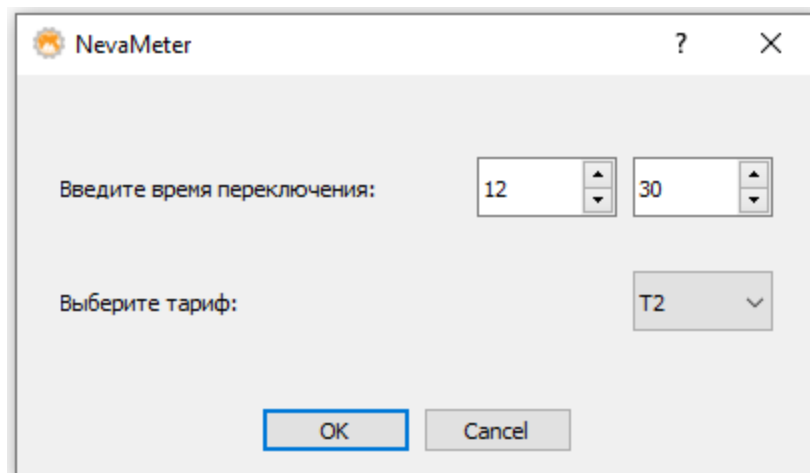 NevaMeter ?
Введите время переключения: 12 30
Выберите тариф: T2
OK Cancel